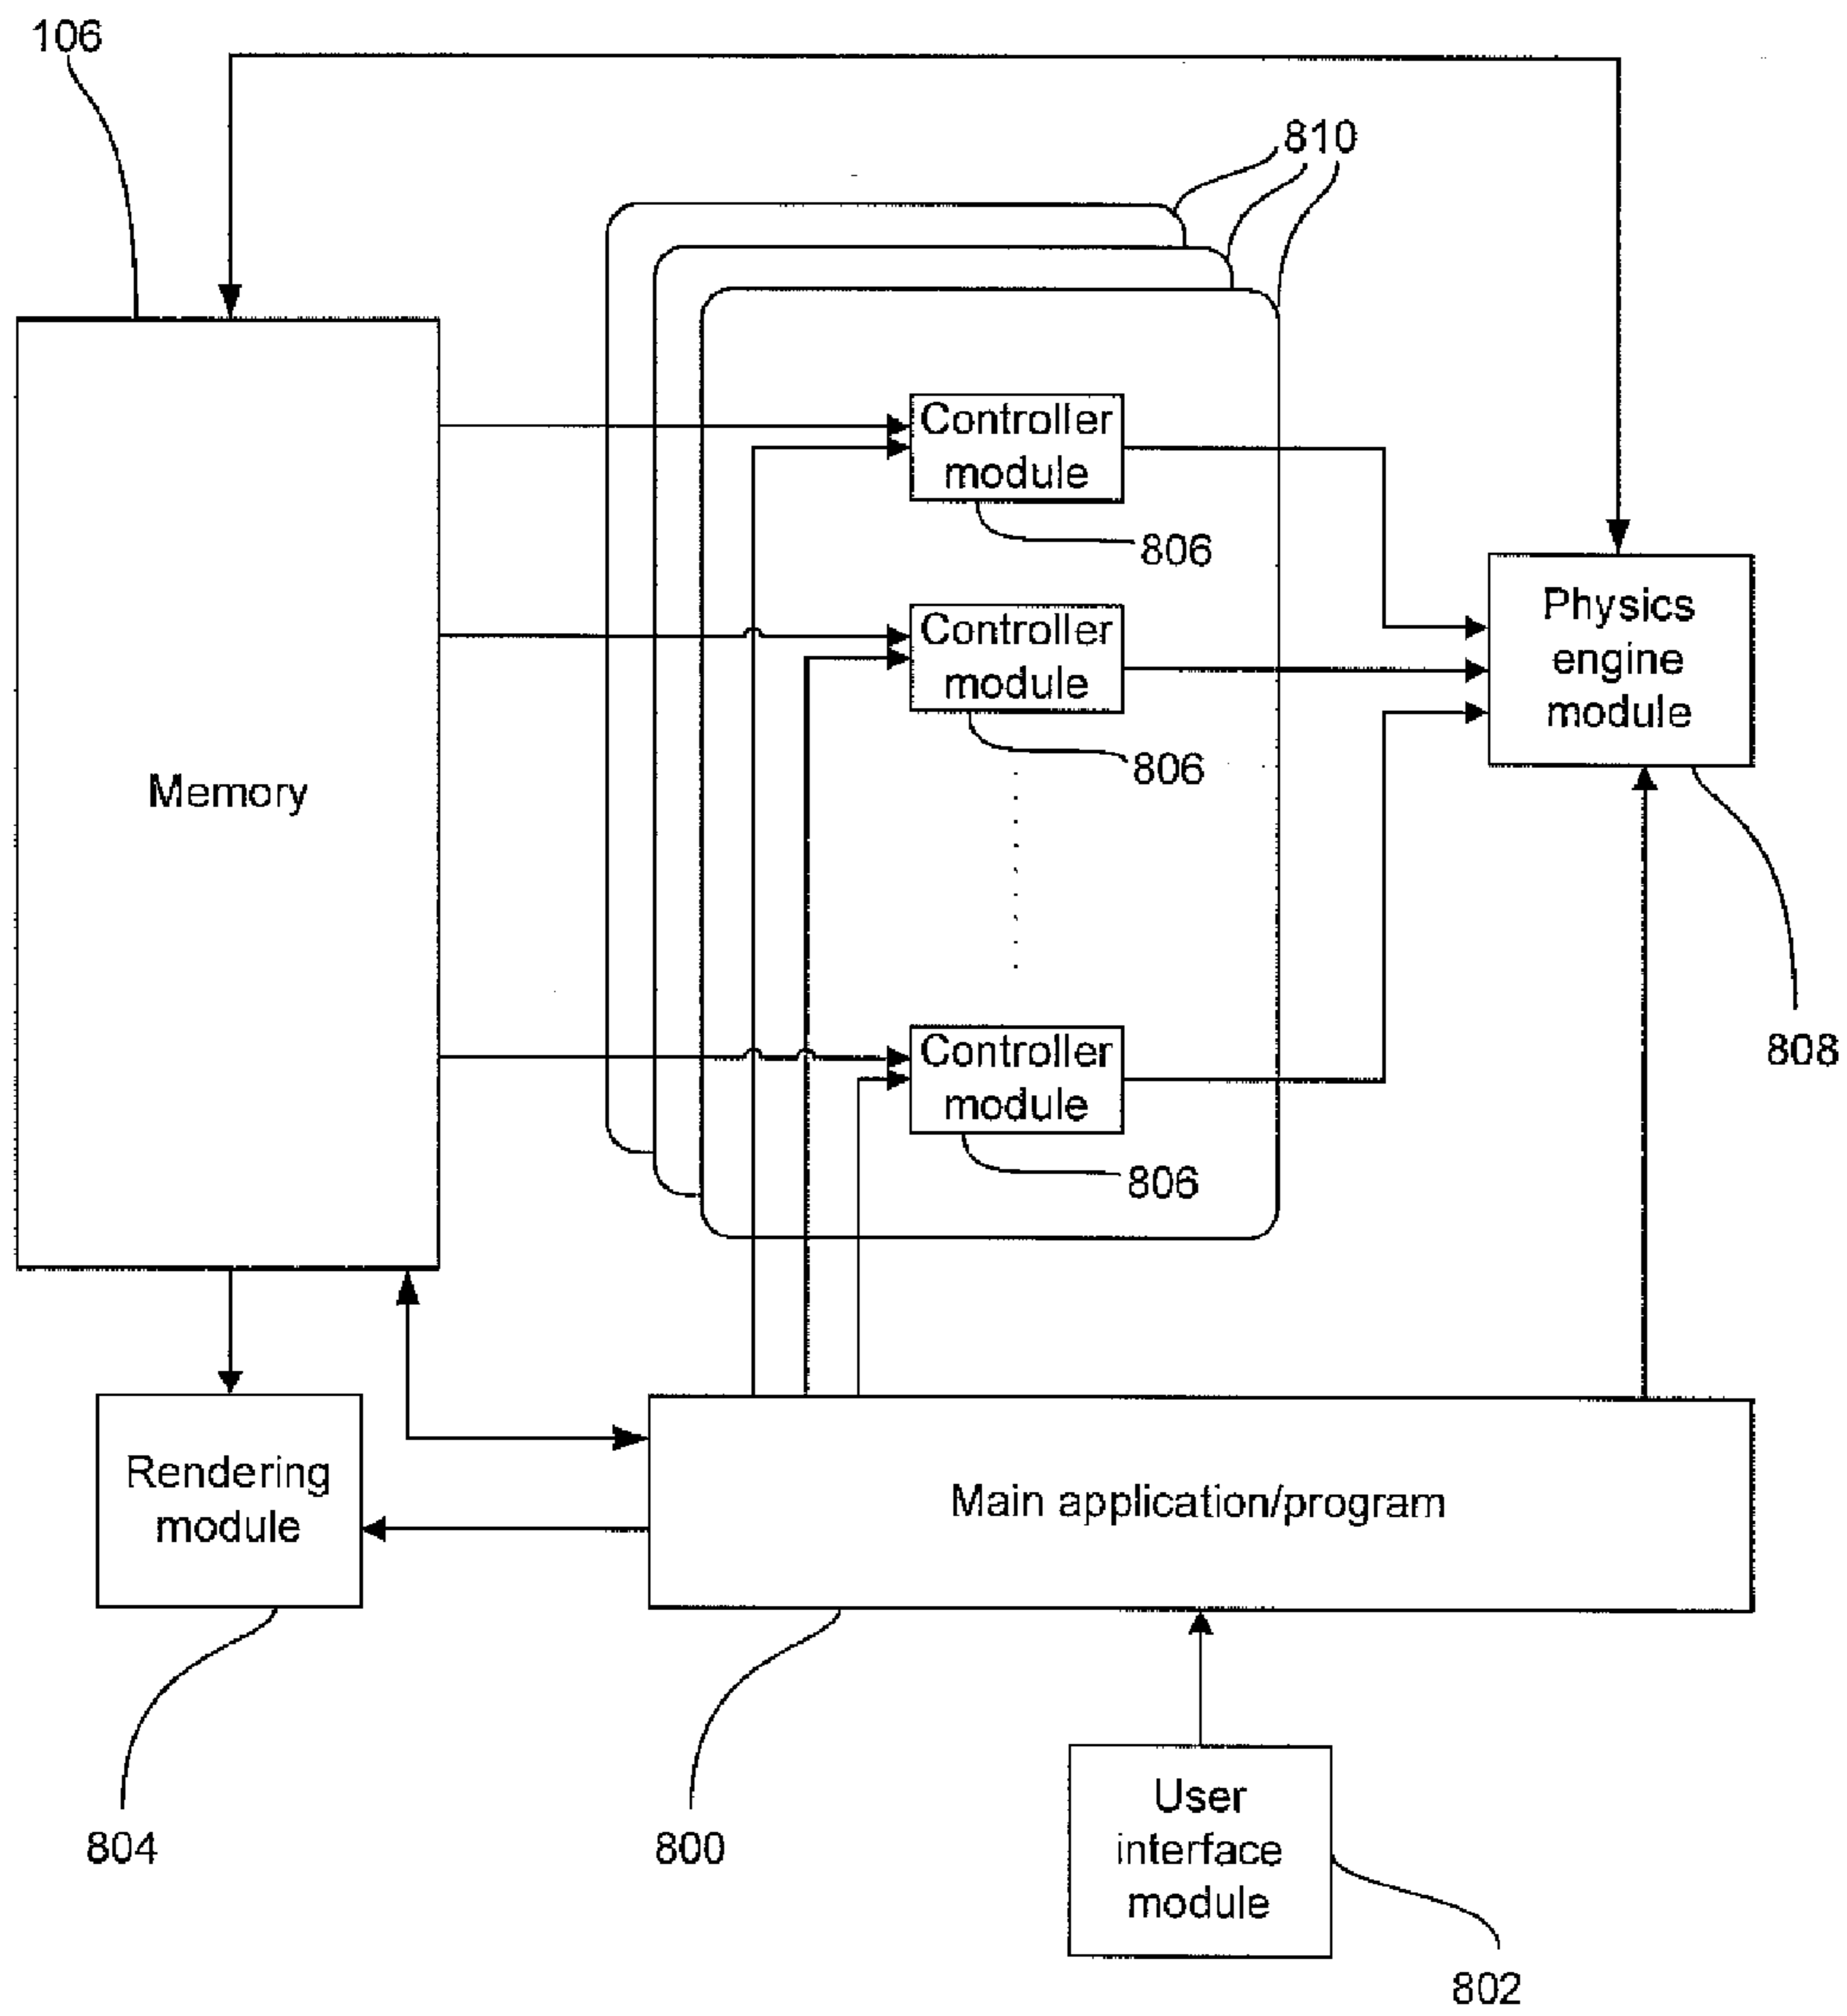 106
810
Controller
module
806
Physics
engine
module
Controller
module
806
Memory
Controller
module
808
806
Rendering
module
Main application/program
User
interface
module
804
800
802